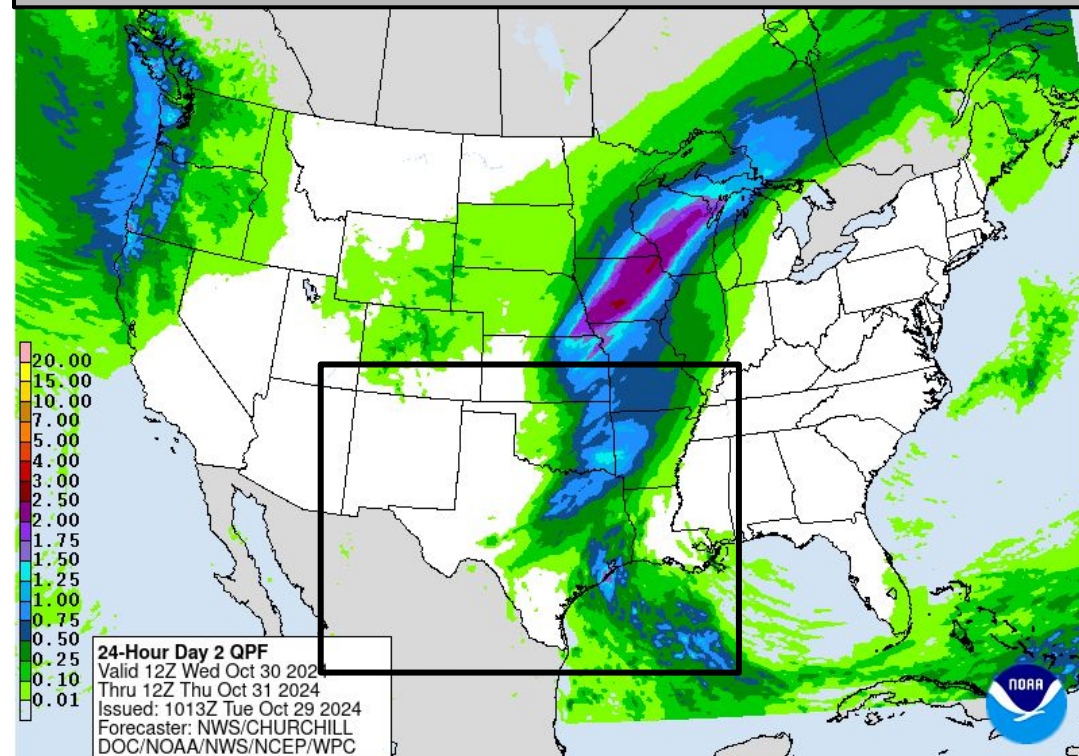 20.00
15.00
10.00
7.00
5.00
4.00
3.00
2.50
2.00
1.75
1.50
1.25
1.00
0.75
0.50
0.25
0.10
0.01
24-Hour Day 2 QPF
Valid 12Z Wed Oct 30 2024
Thru 12Z Thu Oct 31 2024
Issued: 1013Z Tue Oct 29 2024
Forecaster: NWS/CHURCHILL
DOC/NOAA/NWS/NCEP/WPC
NOAA